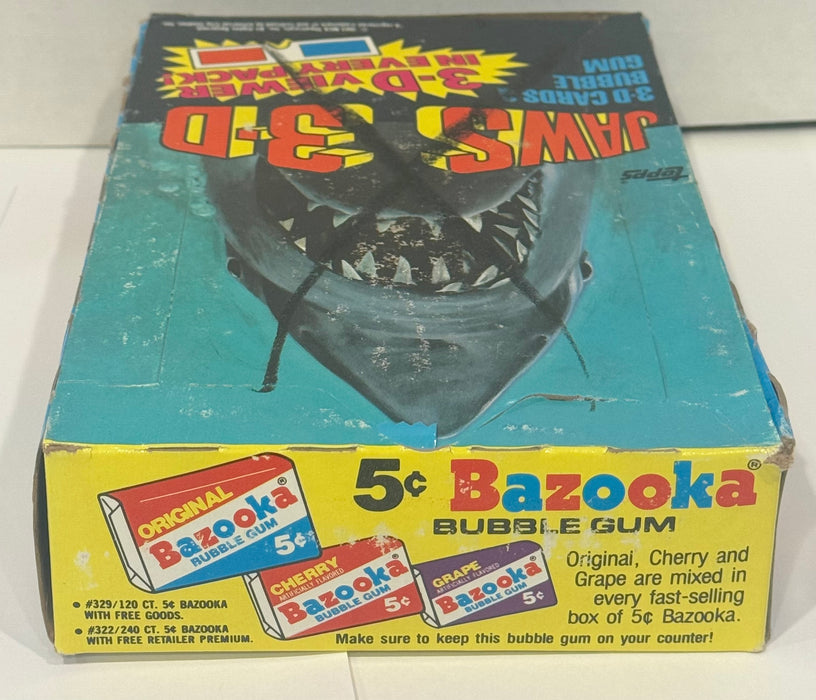 JAWS 3-D
topps
3-D CARDS &
BUBBLE
GUM
3-D VIEWER
IN EVERY PACK!
5¢ Bazooka®
BUBBLE GUM
ORIGINAL
Bazooka®
BUBBLE GUM 5¢
CHERRY
ARTIFICIALLY FLAVORED
Bazooka®
BUBBLE GUM 5¢
GRAPE
ARTIFICIALLY FLAVORED
Bazooka®
BUBBLE GUM 5¢
Original, Cherry and
Grape are mixed in
every fast-selling
box of 5¢ Bazooka.
• #329/120 CT. 5¢ BAZOOKA
WITH FREE GOODS.
• #322/240 CT. 5¢ BAZOOKA
WITH FREE RETAILER PREMIUM.
Make sure to keep this bubble gum on your counter!